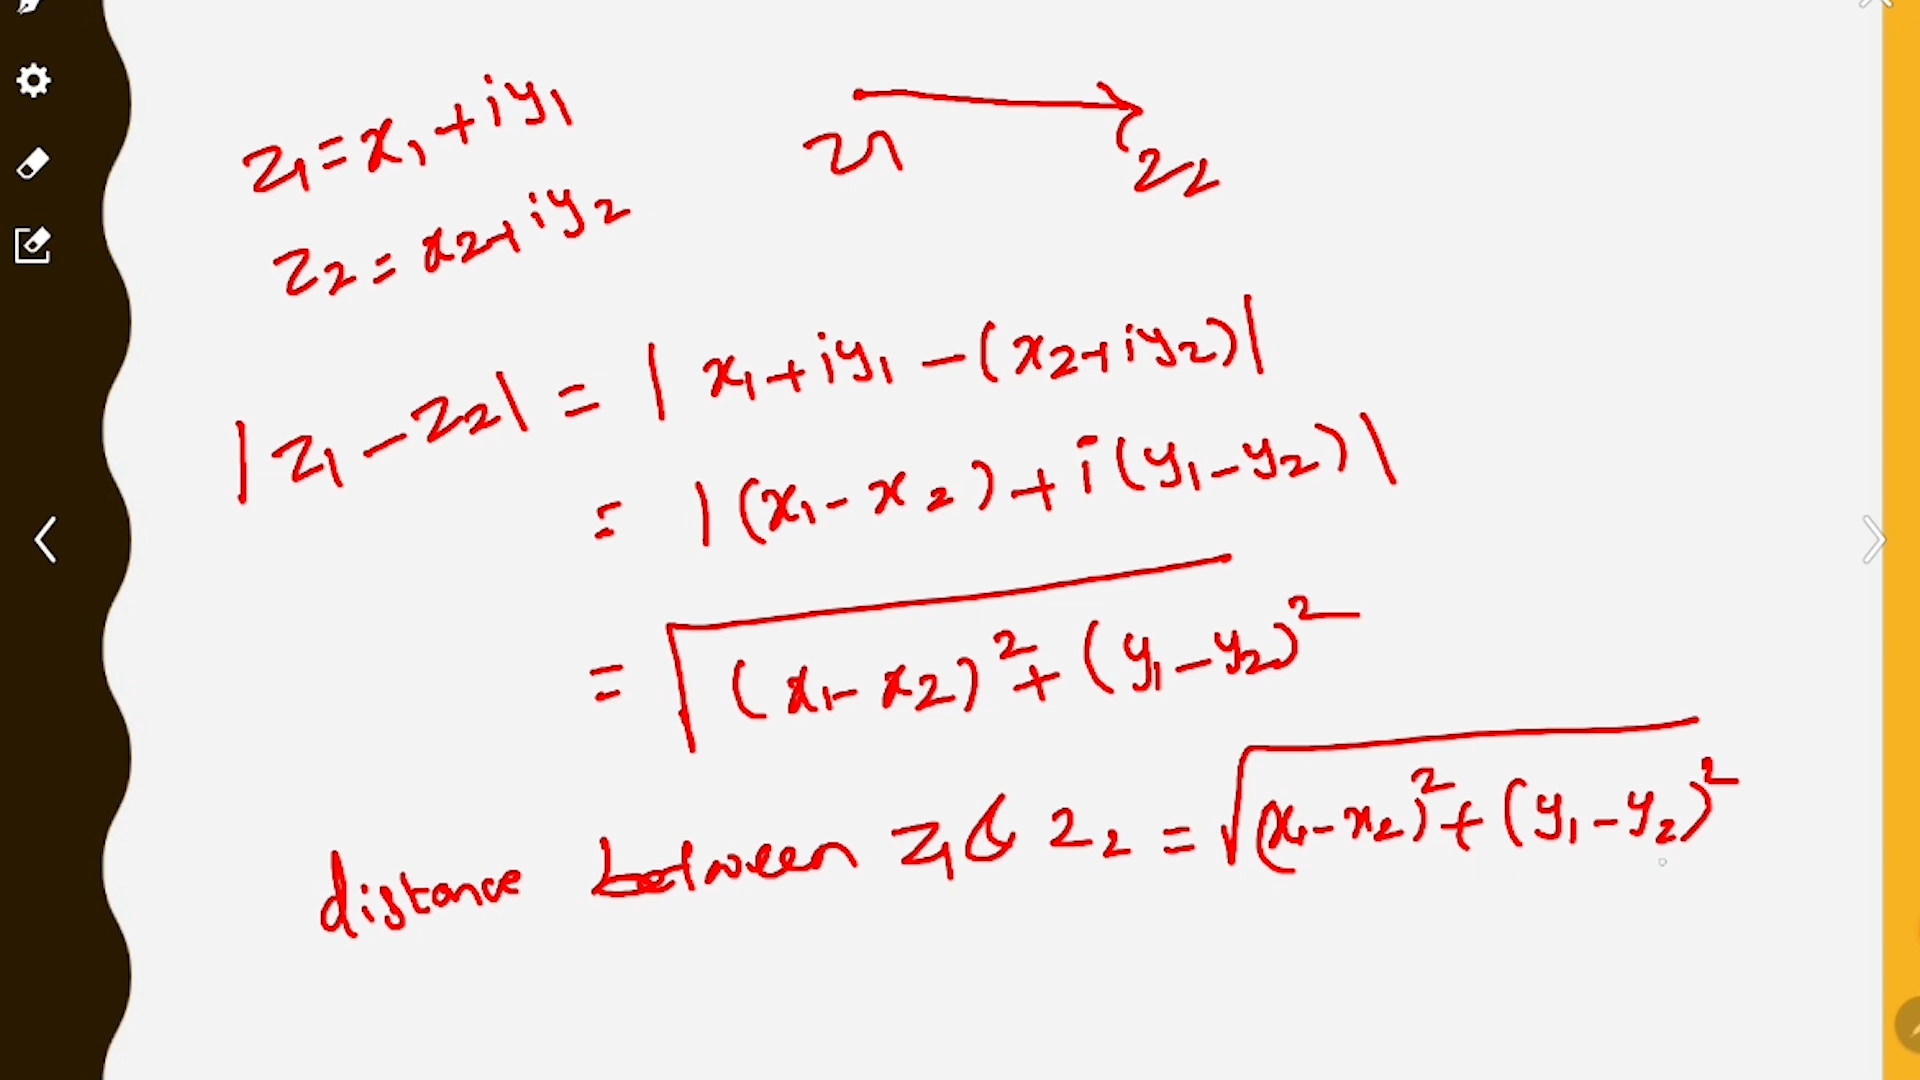 z1 = x1 + iy1
z1 z2
z2 = x2 + iy2
|z1 - z2| = |x1 + iy1 - (x2 + iy2)|
= |(x1 - x2) + i(y1 - y2)|
= √(x1 - x2)² + (y1 - y2)²
distance between z1 & z2 = √(x1 - x2)² + (y1 - y2)²